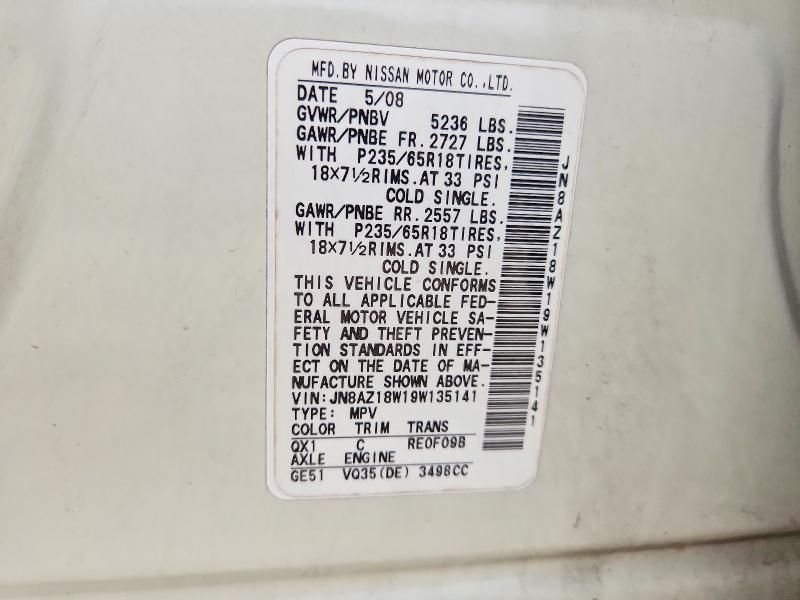 MFD.BY NISSAN MOTOR CO.,LTD.
DATE 5/08
GVWR/PNBV 5236 LBS.
GAWR/PNBE FR. 2727 LBS.
WITH P235/65R18TIRES,
18×7½RIMS.AT 33 PSI
COLD SINGLE.
GAWR/PNBE RR. 2557 LBS.
WITH P235/65R18TIRES,
18×7½RIMS.AT 33 PSI
COLD SINGLE.
THIS VEHICLE CONFORMS
TO ALL APPLICABLE FED-
ERAL MOTOR VEHICLE SA-
FETY AND THEFT PREVEN-
TION STANDARDS IN EFF-
ECT ON THE DATE OF MA-
NUFACTURE SHOWN ABOVE.
VIN:JN8AZ18W19W135141
TYPE: MPV
COLOR TRIM TRANS
QX1 C RE0F09B
AXLE ENGINE
GE51 VQ35(DE) 3498CC
JN8AZ18W19W135141